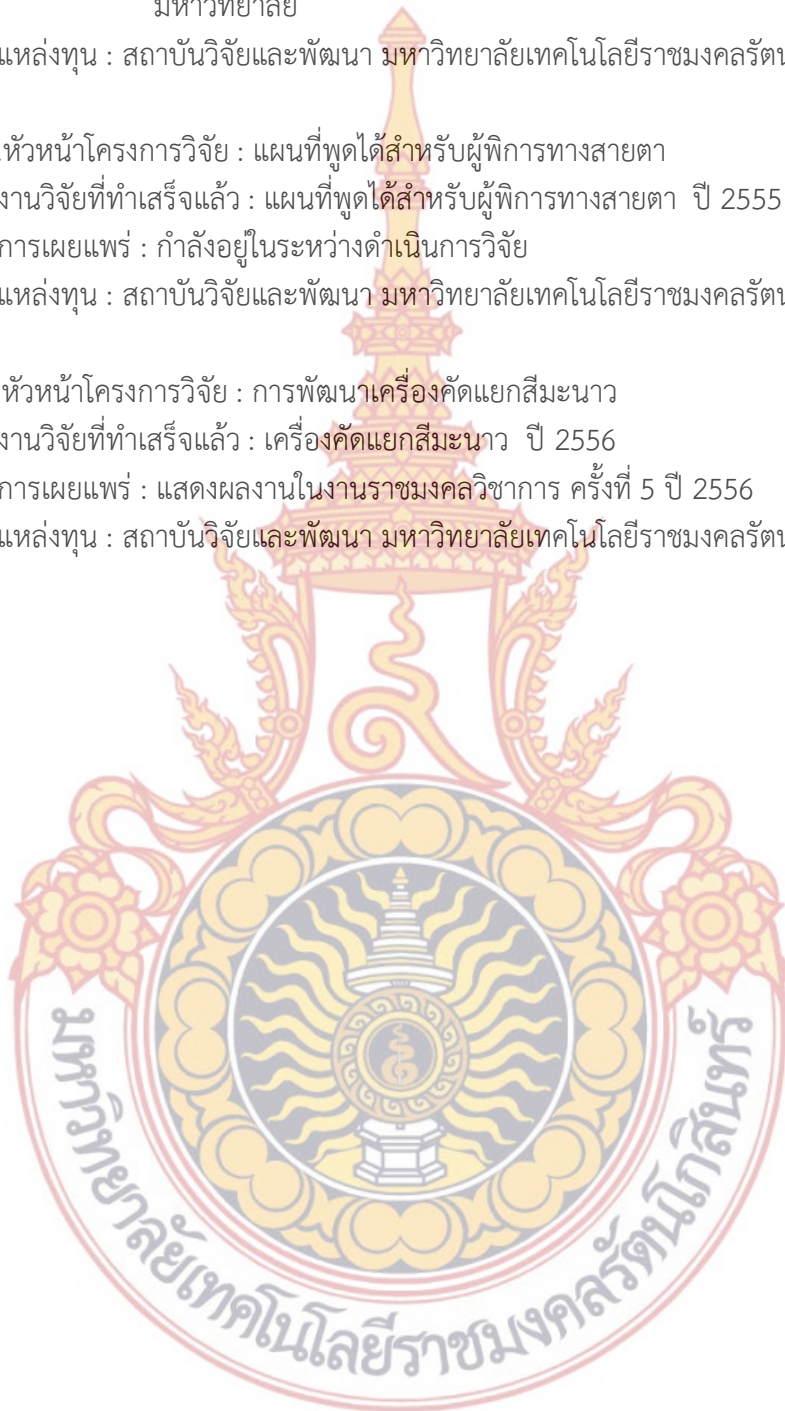 มหาวิทยาลัย
แหล่งทุน : สถาบันวิจัยและพัฒนา มหาวิทยาลัยเทคโนโลยีราชมงคลรัตน
.หัวหน้าโครงการวิจัย : แผนที่พูดได้สำหรับผู้พิการทางสายตา
งานวิจัยที่ทำเสร็จแล้ว : แผนที่พูดได้สำหรับผู้พิการทางสายตา ปี 2555
การเผยแพร่ : กำลังอยู่ในระหว่างดำเนินการวิจัย
แหล่งทุน : สถาบันวิจัยและพัฒนา มหาวิทยาลัยเทคโนโลยีราชมงคลรัตน
หัวหน้าโครงการวิจัย : การพัฒนาเครื่องคัดแยกสีมะนาว
งานวิจัยที่ทำเสร็จแล้ว : เครื่องคัดแยกสีมะนาว ปี 2556
การเผยแพร่ : แสดงผลงานในงานราชมงคลวิชาการ ครั้งที่ 5 ปี 2556
แหล่งทุน : สถาบันวิจัยและพัฒนา มหาวิทยาลัยเทคโนโลยีราชมงคลรัตน
มหาวิทยาลัยเทคโนโลยีราชมงคลรัตนโกสินทร์